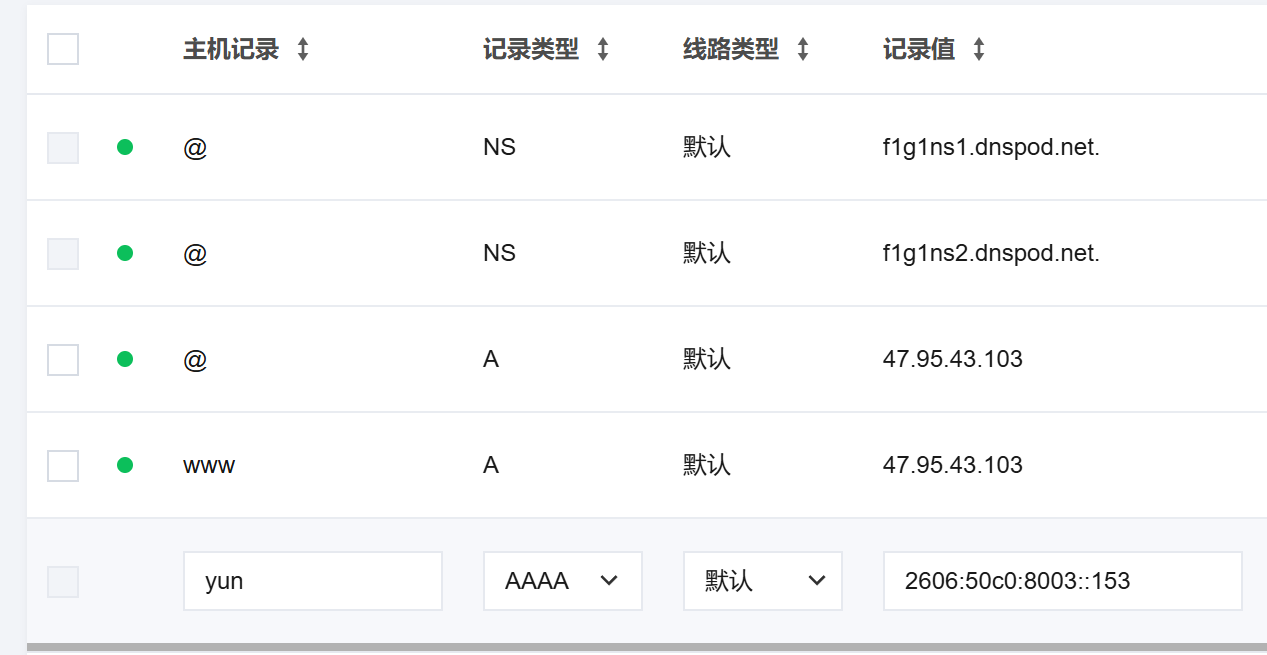 主机记录 记录类型 线路类型 记录值
@ NS 默认 f1g1ns1.dnspod.net.
@ NS 默认 f1g1ns2.dnspod.net.
@ A 默认 47.95.43.103
www A 默认 47.95.43.103
yun AAAA 默认 2606:50c0:8003::153